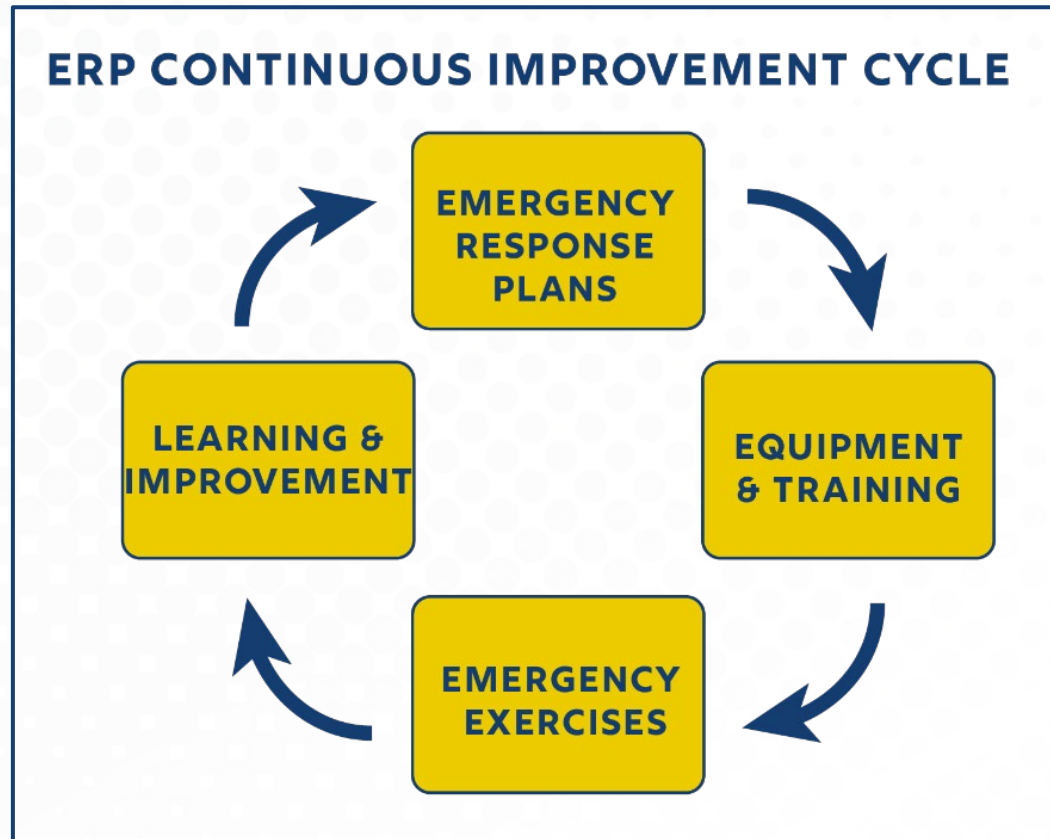 ERP CONTINUOUS IMPROVEMENT CYCLE
EMERGENCY
RESPONSE
PLANS
EQUIPMENT
& TRAINING
EMERGENCY
EXERCISES
LEARNING &
IMPROVEMENT